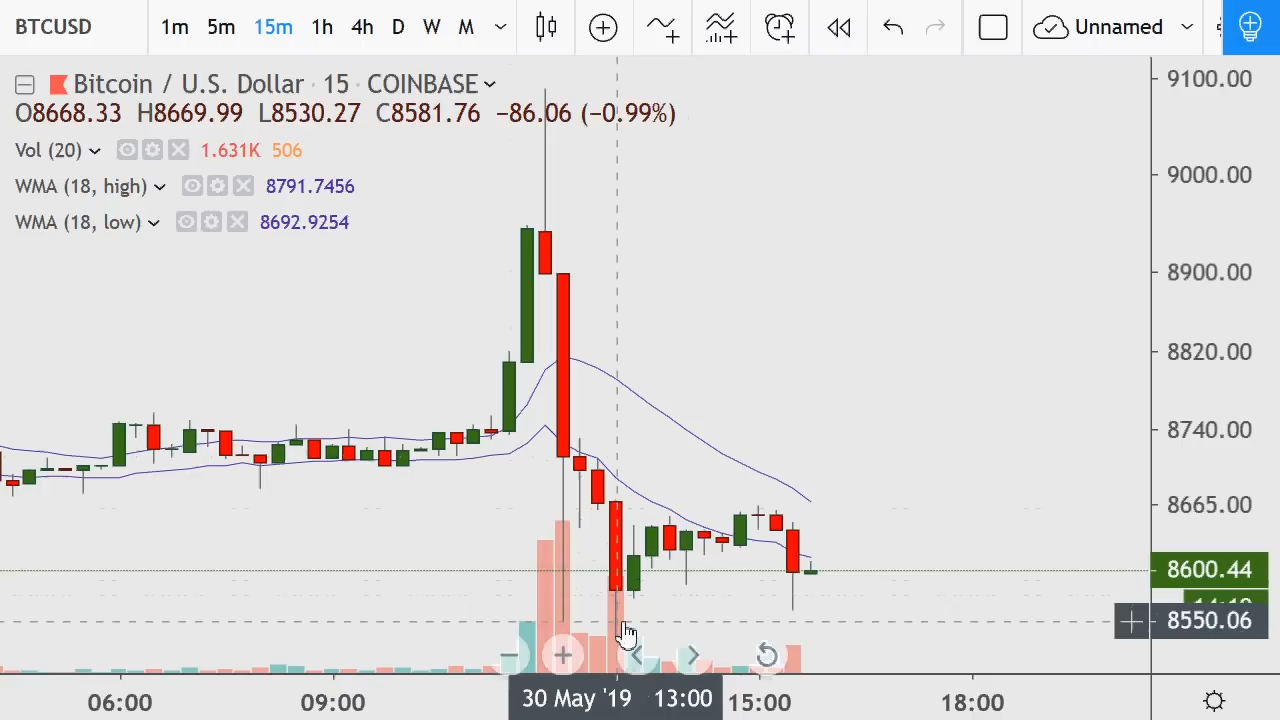 BTCUSD 1m 5m 15m 1h 4h D W M Unnamed
Bitcoin / U.S. Dollar · 15 · COINBASE
O8668.33 H8669.99 L8530.27 C8581.76 −86.06 (−0.99%)
Vol (20) 1.631K 506
WMA (18, high) 8791.7456
WMA (18, low) 8692.9254
9100.00
9000.00
8900.00
8820.00
8740.00
8665.00
8600.44
8550.06
06:00 09:00 30 May '19 13:00 15:00 18:00